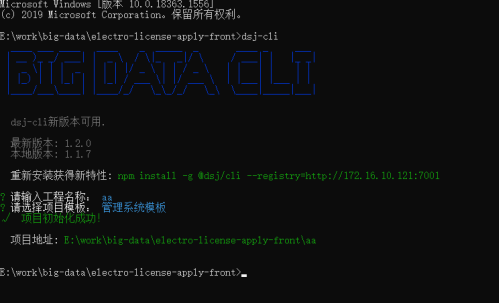 Microsoft Windows [版本 10.0.18363.1556]
(c) 2019 Microsoft Corporation。保留所有权利。
E:\work\big-data\electro-license-apply-front>dsj-cli
BIG DATA CLI
dsj-cli新版本可用.
最新版本: 1.2.0
本地版本: 1.1.7
重新安装获得新特性: npm install -g @dsj/cli --registry=http://172.16.10.121:7001
? 请输入工程名称: aa
? 请选择项目模板: 管理系统模板
√ 项目初始化成功!
项目地址: E:\work\big-data\electro-license-apply-front\aa
E:\work\big-data\electro-license-apply-front>